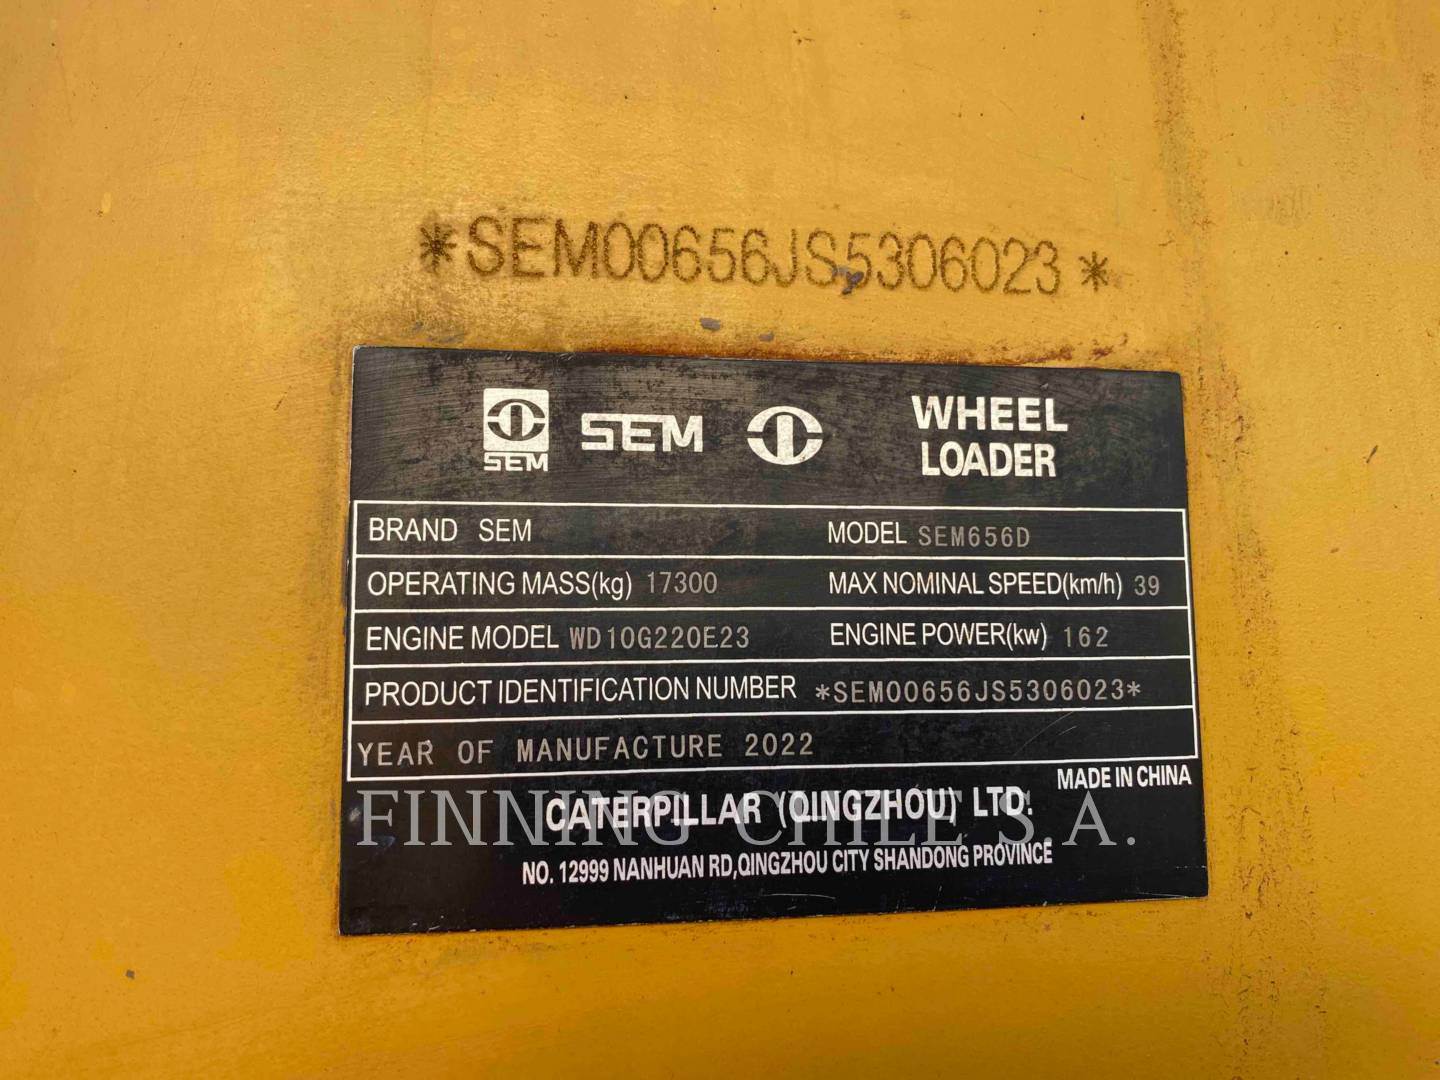 *SEM00656JS5306023*
SEM SEM WHEEL LOADER
BRAND SEM MODEL SEM656D
OPERATING MASS(kg) 17300 MAX NOMINAL SPEED(km/h) 39
ENGINE MODEL WD10G220E23 ENGINE POWER(kw) 162
PRODUCT IDENTIFICATION NUMBER *SEM00656JS5306023*
YEAR OF MANUFACTURE 2022
MADE IN CHINA
CATERPILLAR (QINGZHOU) LTD.
FINNING CHILE S.A.
NO. 12999 NANHUAN RD,QINGZHOU CITY SHANDONG PROVINCE